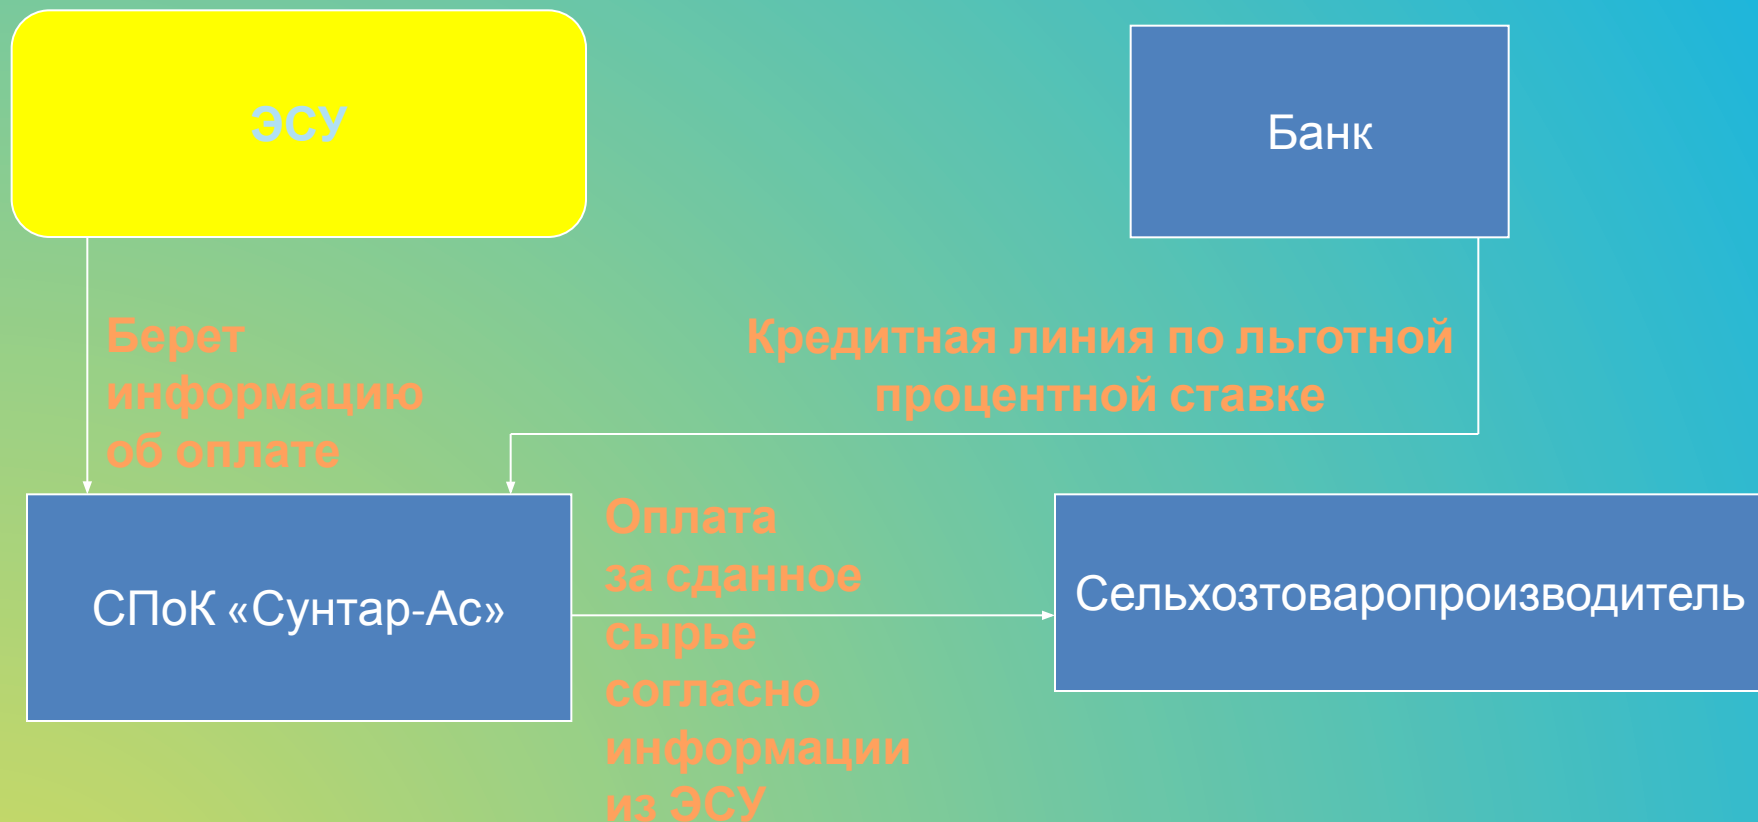 ЭСУ
Банк
Берет
информацию
об оплате
Кредитная линия по льготной
процентной ставке
СПоК «Сунтар-Ас»
Оплата
за сданное
сырье
согласно
информации
из ЭСУ
Сельхозтоваропроизводитель